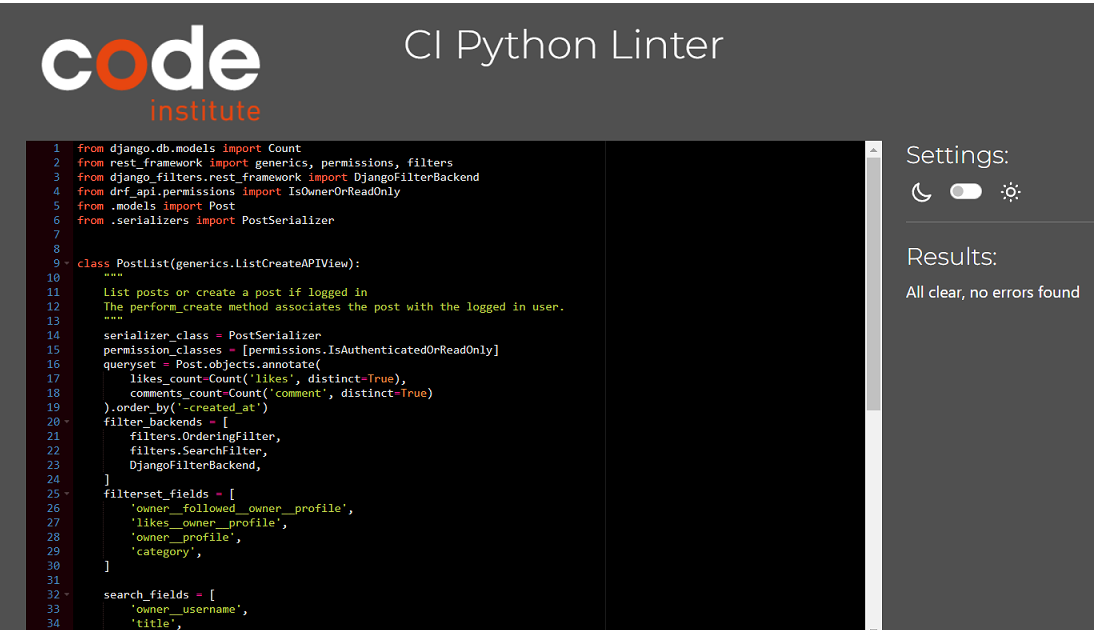 code
institute
CI Python Linter
1 from django.db.models import Count
2 from rest_framework import generics, permissions, filters
3 from django_filters.rest_framework import DjangoFilterBackend
4 from drf_api.permissions import IsOwnerOrReadOnly
5 from .models import Post
6 from .serializers import PostSerializer
7
8
9 class PostList(generics.ListCreateAPIView):
10 """
11 List posts or create a post if logged in
12 The perform_create method associates the post with the logged in user.
13 """
14 serializer_class = PostSerializer
15 permission_classes = [permissions.IsAuthenticatedOrReadOnly]
16 queryset = Post.objects.annotate(
17 likes_count=Count('likes', distinct=True),
18 comments_count=Count('comment', distinct=True)
19 ).order_by('-created_at')
20 filter_backends = [
21 filters.OrderingFilter,
22 filters.SearchFilter,
23 DjangoFilterBackend,
24 ]
25 filterset_fields = [
26 'owner__followed__owner__profile',
27 'likes__owner__profile',
28 'owner__profile',
29 'category',
30 ]
31
32 search_fields = [
33 'owner__username',
34 'title',
Settings:
Results:
All clear, no errors found